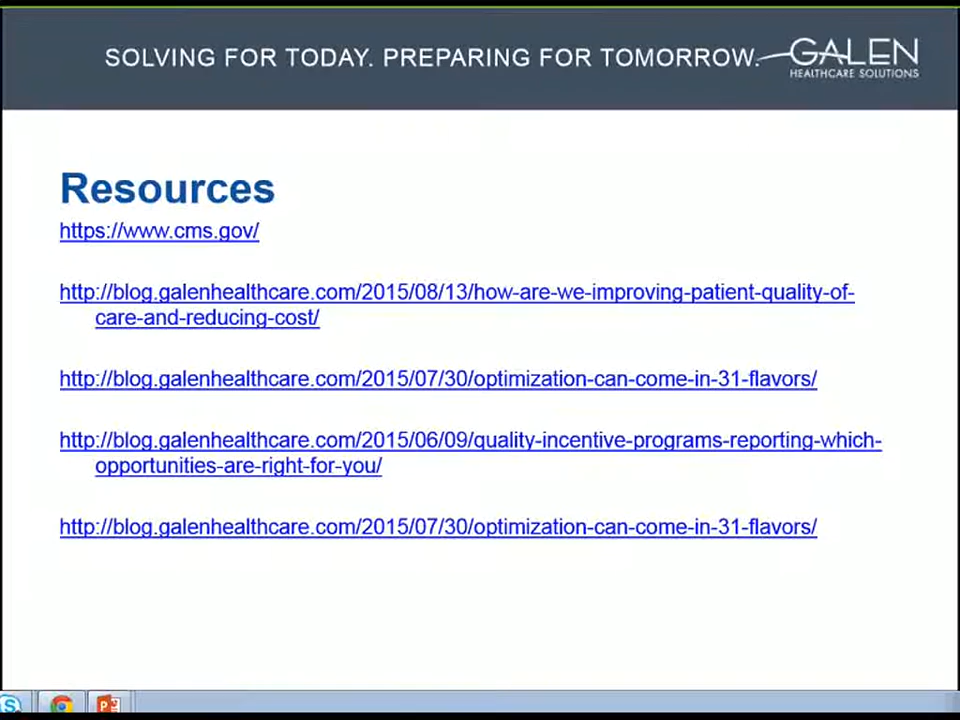 SOLVING FOR TODAY. PREPARING FOR TOMORROW.
GALEN
HEALTHCARE SOLUTIONS
Resources
https://www.cms.gov/
http://blog.galenhealthcare.com/2015/08/13/how-are-we-improving-patient-quality-of-
care-and-reducing-cost/
http://blog.galenhealthcare.com/2015/07/30/optimization-can-come-in-31-flavors/
http://blog.galenhealthcare.com/2015/06/09/quality-incentive-programs-reporting-which-
opportunities-are-right-for-you/
http://blog.galenhealthcare.com/2015/07/30/optimization-can-come-in-31-flavors/